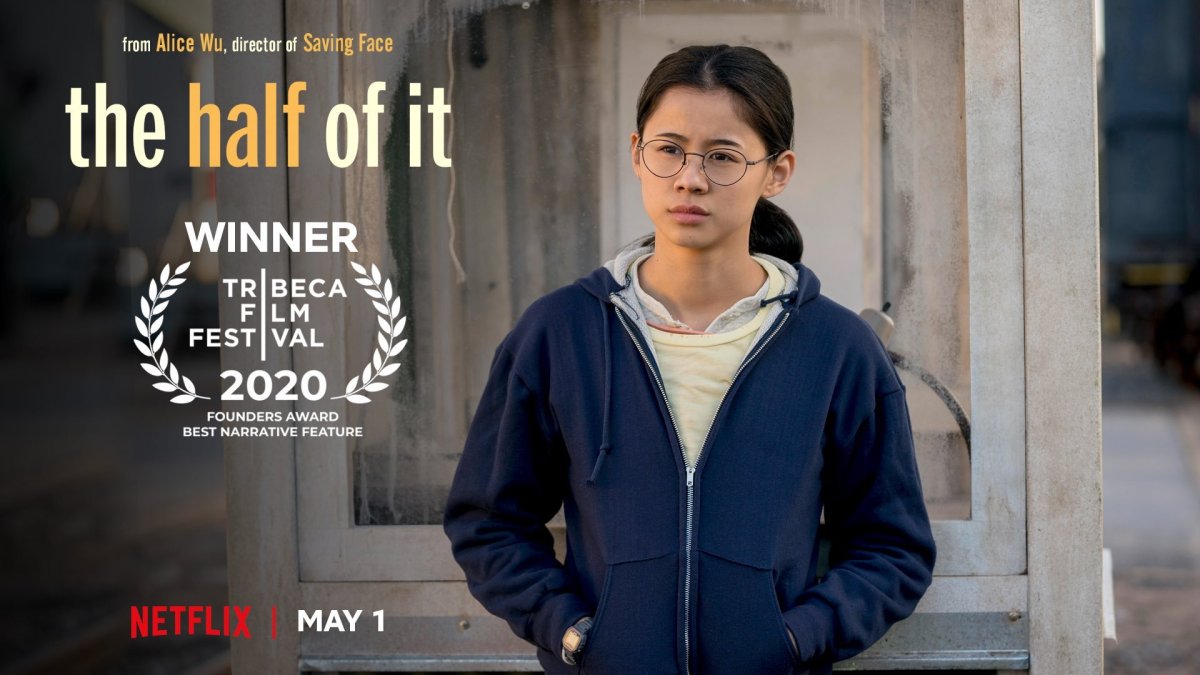 from Alice Wu, director of Saving Face
the half of it
WINNER
TRIBECA
FILM
FESTIVAL
2020
FOUNDERS AWARD
BEST NARRATIVE FEATURE
NETFLIX | MAY 1